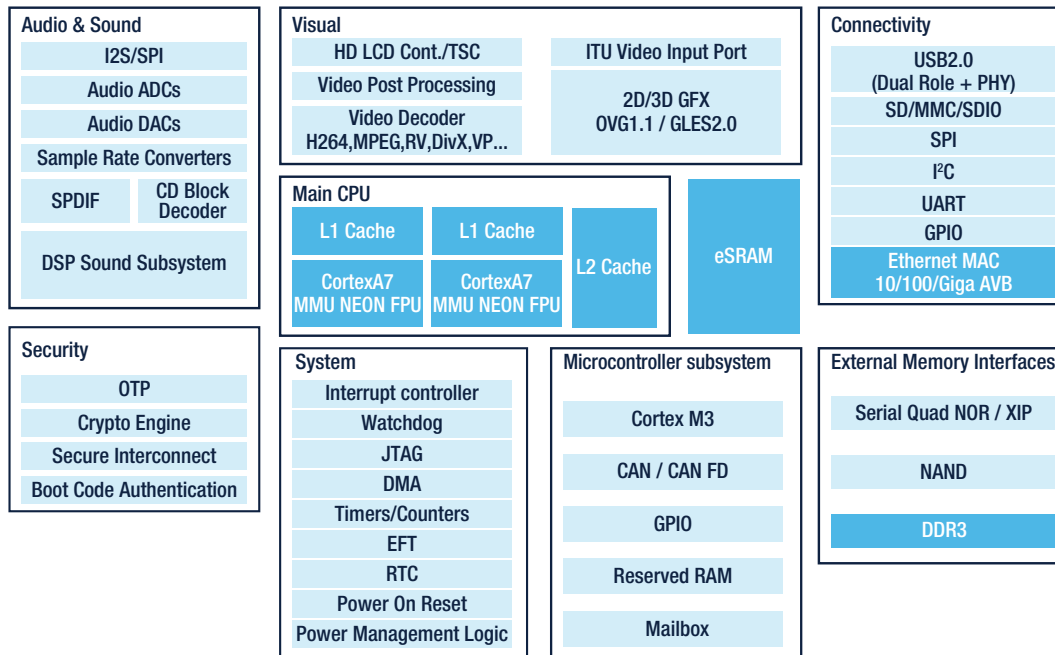 Audio & Sound
I2S/SPI
Audio ADCs
Audio DACs
Sample Rate Converters
SPDIF
CD Block
Decoder
DSP Sound Subsystem
Visual
HD LCD Cont./TSC
Video Post Processing
Video Decoder
H264,MPEG,RV,DivX,VP...
ITU Video Input Port
2D/3D GFX
OVG1.1 / GLES2.0
Connectivity
USB2.0
(Dual Role + PHY)
SD/MMC/SDIO
SPI
I²C
UART
GPIO
Ethernet MAC
10/100/Giga AVB
Main CPU
L1 Cache
L1 Cache
CortexA7
MMU NEON FPU
CortexA7
MMU NEON FPU
L2 Cache
eSRAM
Security
OTP
Crypto Engine
Secure Interconnect
Boot Code Authentication
System
Interrupt controller
Watchdog
JTAG
DMA
Timers/Counters
EFT
RTC
Power On Reset
Power Management Logic
Microcontroller subsystem
Cortex M3
CAN / CAN FD
GPIO
Reserved RAM
Mailbox
External Memory Interfaces
Serial Quad NOR / XIP
NAND
DDR3